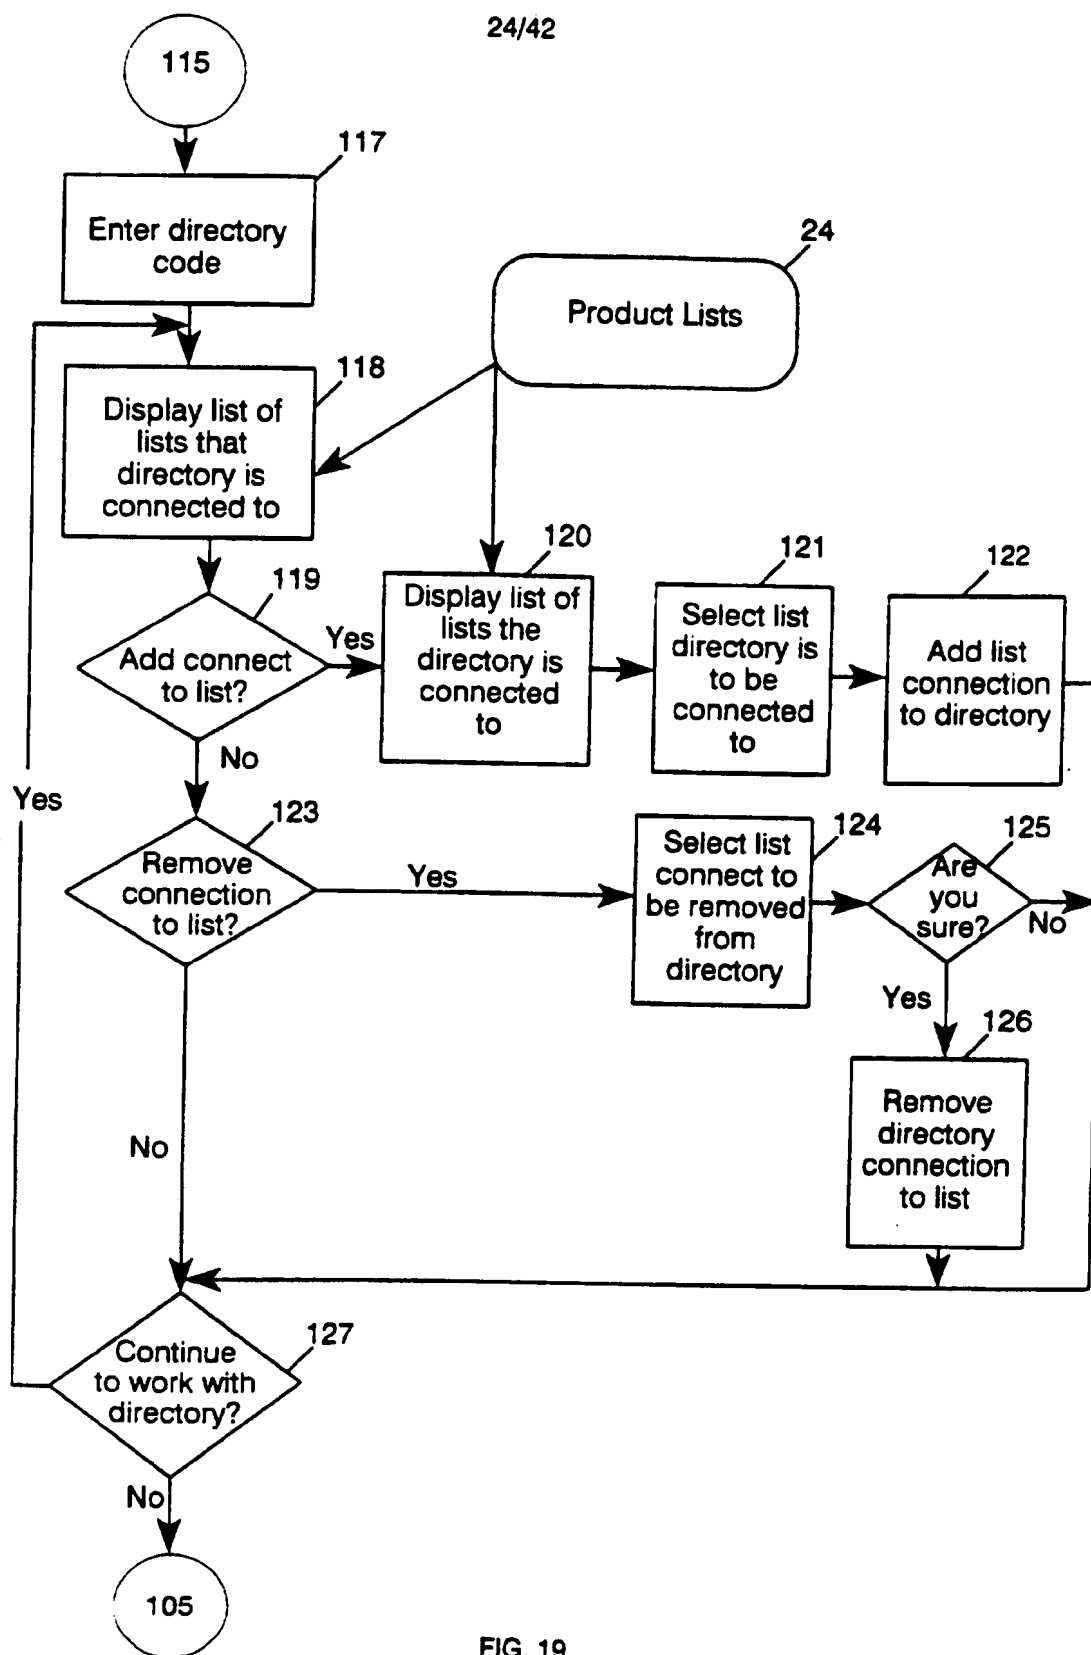 24/42
115
117
Enter directory
code
24
Product Lists
118
Display list of
lists that
directory is
connected to
119
Add connect
to list?
Yes
No
120
Display list of
lists the
directory is
connected
to
121
Select list
directory is
to be
connected
to
122
Add list
connection
to directory
Yes
123
Remove
connection
to list?
Yes
No
124
Select list
connect to
be removed
from
directory
125
Are
you
sure?
No
Yes
126
Remove
directory
connection
to list
127
Continue
to work with
directory?
No
105
FIG. 19